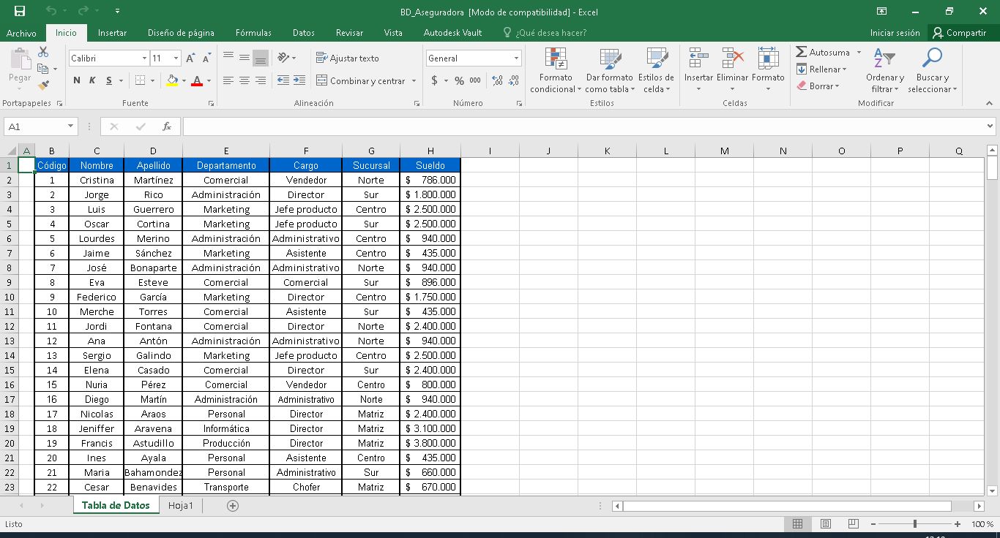 BD_Aseguradora [Modo de compatibilidad] - Excel
Archivo Inicio Insertar Diseño de página Fórmulas Datos Revisar Vista Autodesk Vault ¿Qué desea hacer? Iniciar sesión Compartir
Pegar
Portapapeles
Calibri 11
N K S
Fuente
Ajustar texto
Combinar y centrar
Alineación
General
$ % 000
Número
Formato condicional
Dar formato como tabla
Estilos de celda
Estilos
Insertar Eliminar Formato
Celdas
Autosuma
Rellenar
Borrar
Ordenar y filtrar
Buscar y seleccionar
Modificar
A1 fx
A B C D E F G H I J K L M N O P Q
1 Código Nombre Apellido Departamento Cargo Sucursal Sueldo
2 1 Cristina Martínez Comercial Vendedor Norte $ 786.000
3 2 Jorge Rico Administración Director Sur $ 1.800.000
4 3 Luis Guerrero Marketing Jefe producto Centro $ 2.500.000
5 4 Oscar Cortina Marketing Jefe producto Sur $ 2.500.000
6 5 Lourdes Merino Administración Administrativo Centro $ 940.000
7 6 Jaime Sánchez Marketing Asistente Centro $ 435.000
8 7 José Bonaparte Administración Administrativo Norte $ 940.000
9 8 Eva Esteve Comercial Comercial Sur $ 896.000
10 9 Federico García Marketing Director Centro $ 1.750.000
11 10 Merche Torres Comercial Asistente Sur $ 435.000
12 11 Jordi Fontana Comercial Director Norte $ 2.400.000
13 12 Ana Antón Administración Administrativo Norte $ 940.000
14 13 Sergio Galindo Marketing Jefe producto Centro $ 2.500.000
15 14 Elena Casado Comercial Director Sur $ 2.400.000
16 15 Nuria Pérez Comercial Vendedor Centro $ 800.000
17 16 Diego Martín Administración Administrativo Norte $ 940.000
18 17 Nicolas Araos Personal Director Matriz $ 2.400.000
19 18 Jeniffer Aravena Informática Director Matriz $ 3.100.000
20 19 Francis Astudillo Producción Director Matriz $ 3.800.000
21 20 Ines Ayala Personal Asistente Centro $ 435.000
22 21 Maria Bahamondez Personal Administrativo Sur $ 660.000
23 22 Cesar Benavides Transporte Chofer Matriz $ 670.000
Tabla de Datos Hoja1
Listo 100 %